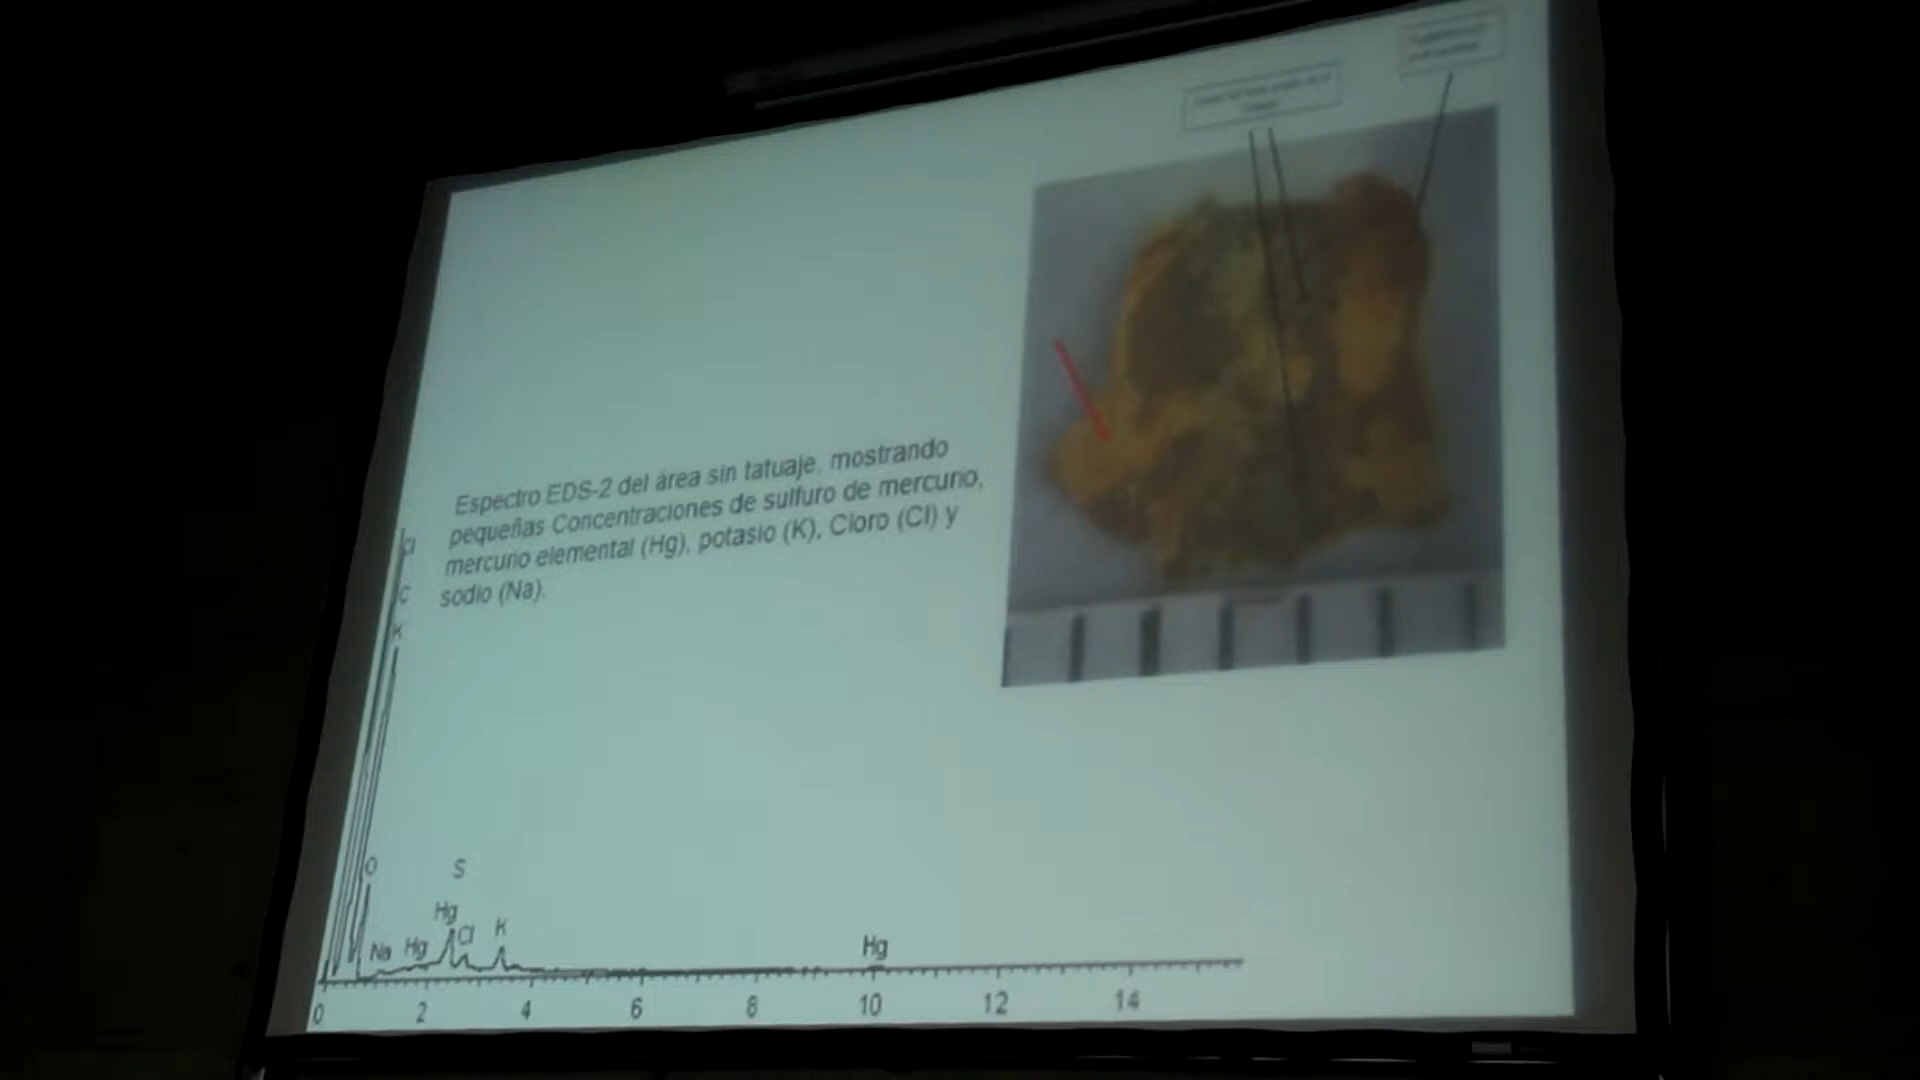 Espectro EDS-2 del área sin tatuaje, mostrando
pequeñas Concentraciones de sulfuro de mercurio,
mercurio elemental (Hg), potasio (K), Cloro (Cl) y
sodio (Na).
Cl
C
K
O
S
Hg
Na Hg Cl K
Hg
0 2 4 6 8 10 12 14